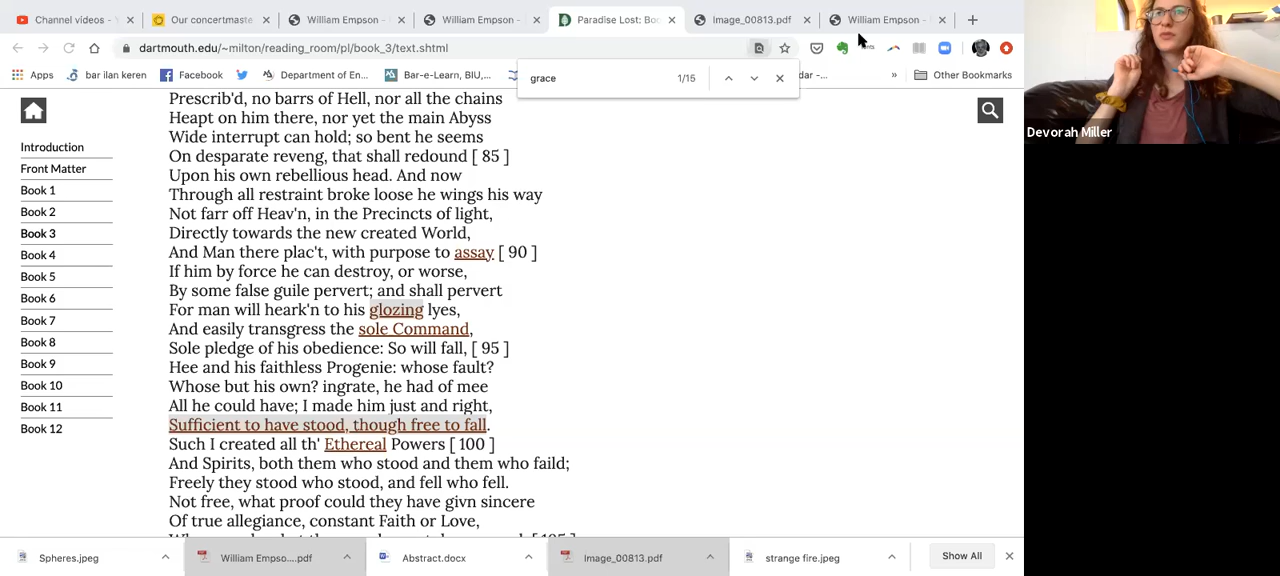 Channel videos - Y
Our concertmaste
William Empson -
William Empson -
Paradise Lost: Boo
Image_00813.pdf
William Empson -
dartmouth.edu/~milton/reading_room/pl/book_3/text.shtml
Apps
bar ilan keren
Facebook
Department of En...
Bar-e-Learn, BIU,...
dar -...
»
Other Bookmarks
grace
1/15
Devorah Miller
Introduction
Front Matter
Book 1
Book 2
Book 3
Book 4
Book 5
Book 6
Book 7
Book 8
Book 9
Book 10
Book 11
Book 12
Prescrib'd, no barrs of Hell, nor all the chains
Heapt on him there, nor yet the main Abyss
Wide interrupt can hold; so bent he seems
On desparate reveng, that shall redound [ 85 ]
Upon his own rebellious head. And now
Through all restraint broke loose he wings his way
Not farr off Heav'n, in the Precincts of light,
Directly towards the new created World,
And Man there plac't, with purpose to assay [ 90 ]
If him by force he can destroy, or worse,
By some false guile pervert; and shall pervert
For man will heark'n to his glozing lyes,
And easily transgress the sole Command,
Sole pledge of his obedience: So will fall, [ 95 ]
Hee and his faithless Progenie: whose fault?
Whose but his own? ingrate, he had of mee
All he could have; I made him just and right,
Sufficient to have stood, though free to fall.
Such I created all th' Ethereal Powers [ 100 ]
And Spirits, both them who stood and them who faild;
Freely they stood who stood, and fell who fell.
Not free, what proof could they have givn sincere
Of true allegiance, constant Faith or Love,
Spheres.jpeg
William Empso....pdf
Abstract.docx
Image_00813.pdf
strange fire.jpeg
Show All